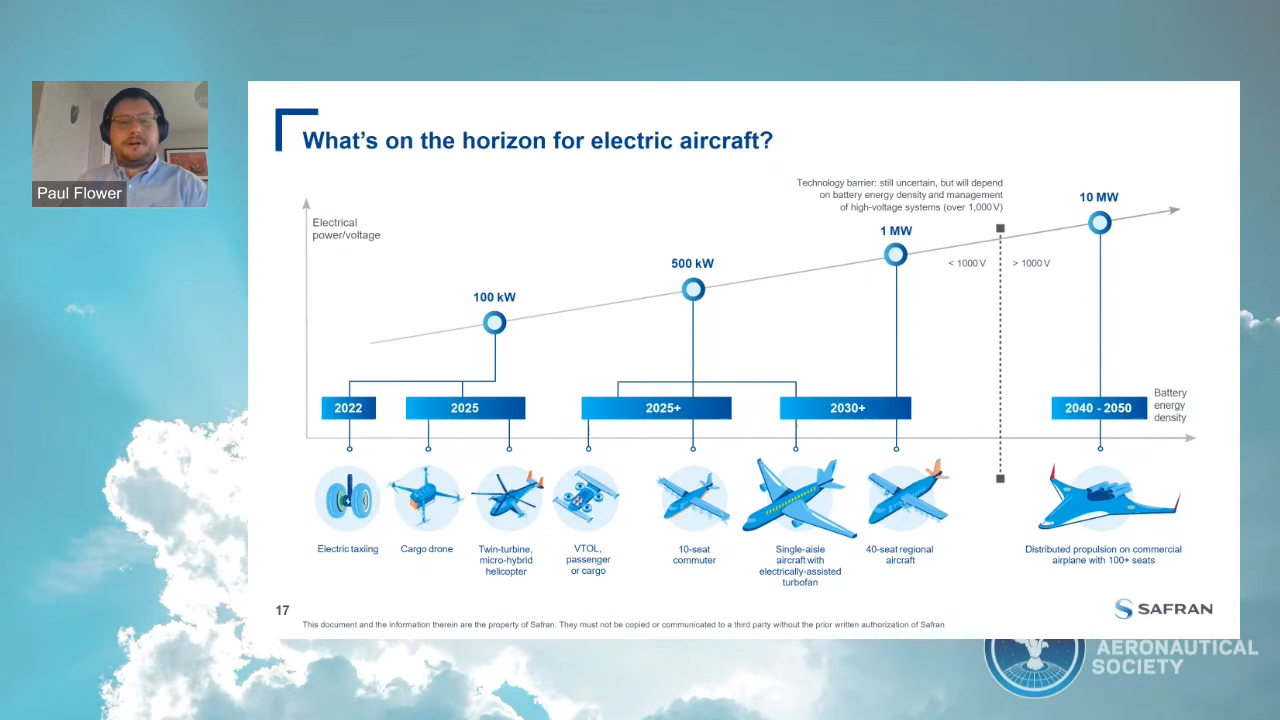 Paul Flower
What's on the horizon for electric aircraft?
Technology barrier: still uncertain, but will depend
on battery energy density and management
of high-voltage systems (over 1,000 V)
Electrical
power/voltage
100 kW
500 kW
1 MW
10 MW
< 1000 V
> 1000 V
2022
2025
2025+
2030+
2040 - 2050
Battery
energy
density
Electric taxiing
Cargo drone
Twin-turbine,
micro-hybrid
helicopter
VTOL,
passenger
or cargo
10-seat
commuter
Single-aisle
aircraft with
electrically-assisted
turbofan
40-seat regional
aircraft
Distributed propulsion on commercial
airplane with 100+ seats
17
This document and the information therein are the property of Safran. They must not be copied or communicated to a third party without the prior written authorization of Safran
SAFRAN
AERONAUTICAL
SOCIETY